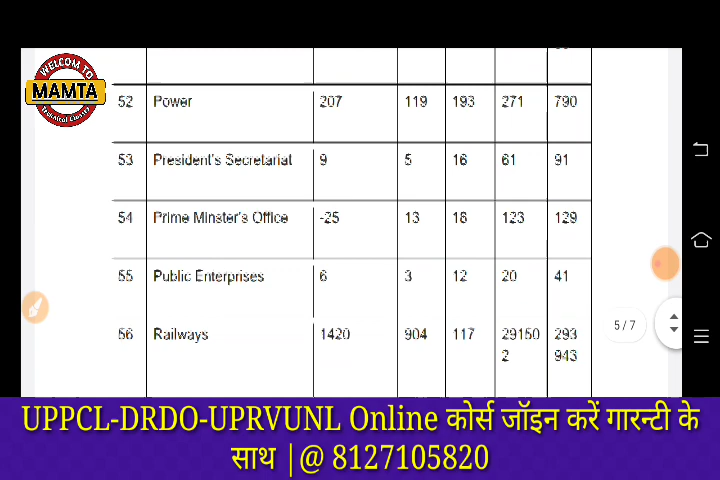 WELCOM TO
MAMTA
Technical Classes
52 Power 207 119 193 271 790
53 President's Secretariat 9 5 16 61 91
54 Prime Minster's Office -25 13 18 123 129
55 Public Enterprises 6 3 12 20 41
56 Railways 1420 904 117 29150 293
2 943
5 / 7
UPPCL-DRDO-UPRVUNL Online कोर्स जॉइन करें गारन्टी के
साथ |@ 8127105820